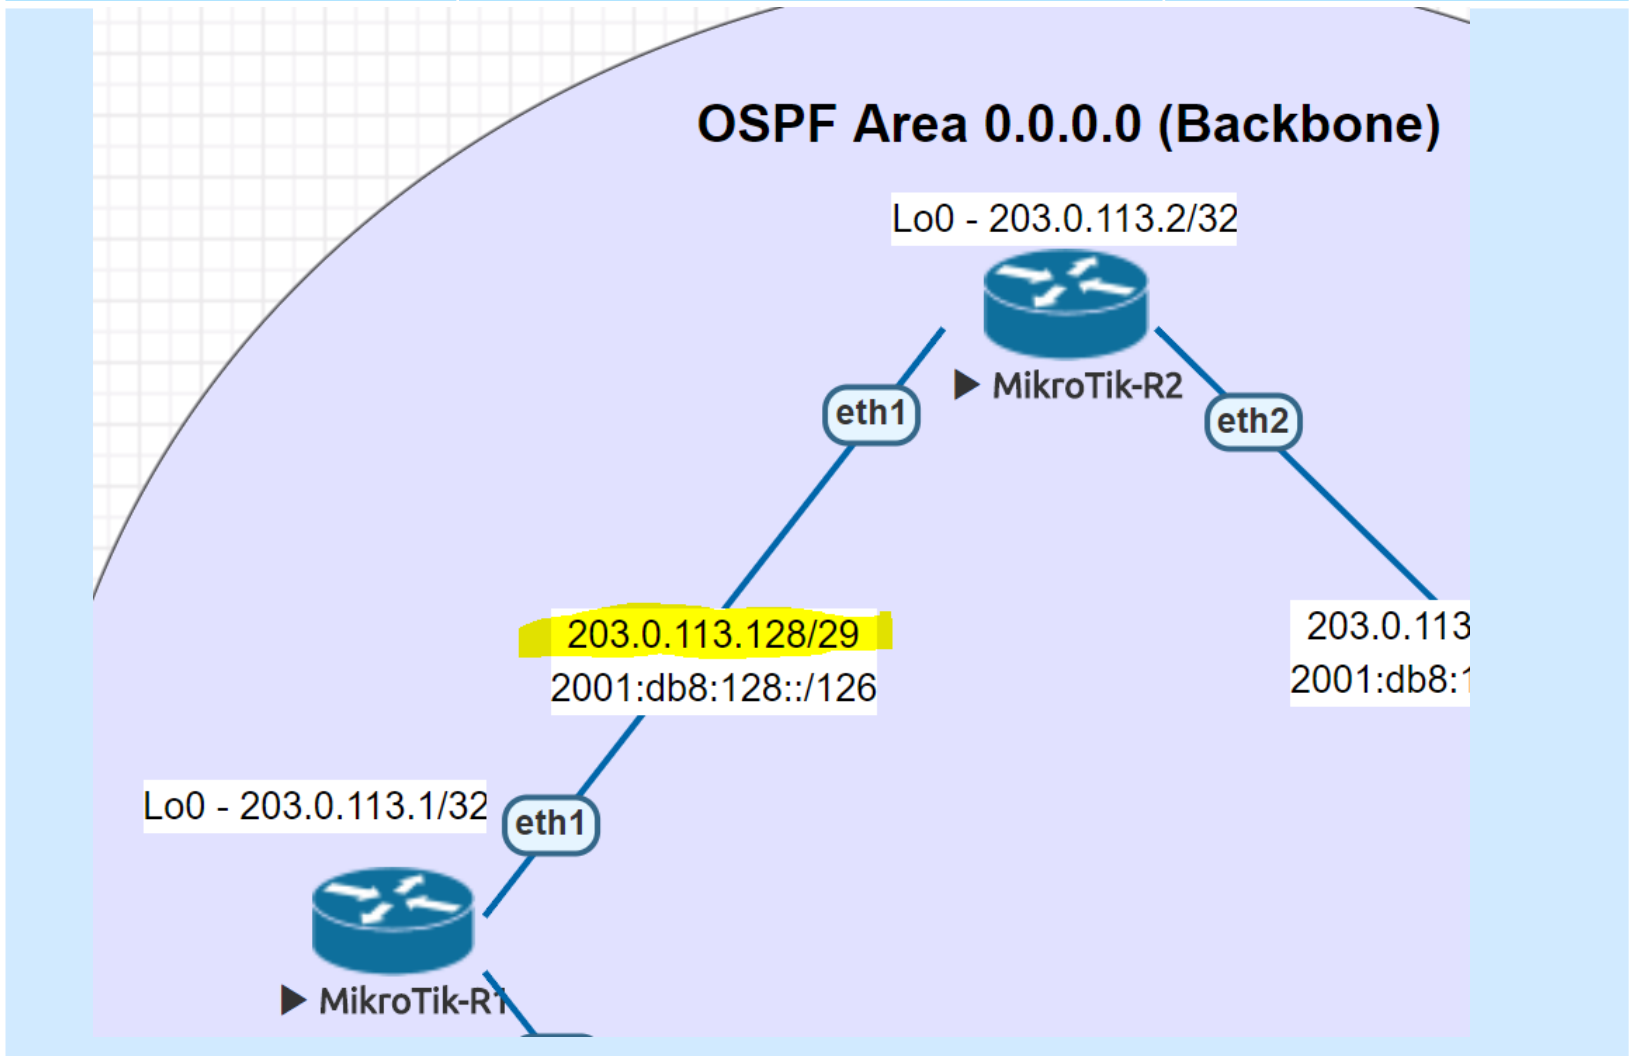 OSPF Area 0.0.0.0 (Backbone)
Lo0 - 203.0.113.2/32
MikroTik-R2
eth1
eth2
203.0.113.128/29
2001:db8:128::/126
203.0.113
2001:db8:1
Lo0 - 203.0.113.1/32
eth1
MikroTik-R1